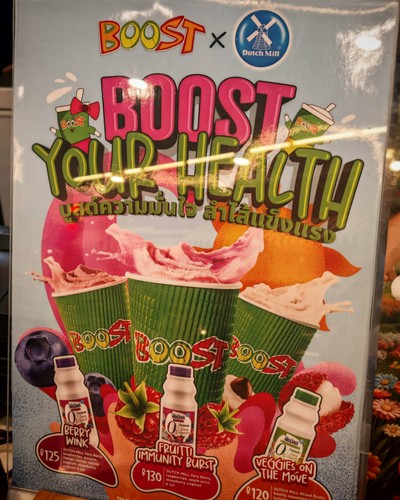 BOOST × Dutch Mill
BOOST
YOUR HEALTH
บูสต์ความมั่นใจ ลำไส้แข็งแรง
BOOST
BOOST
BOOST
BERRY
WINK
฿125
FRUITTI
IMMUNITY BURST
฿130
VEGGIES ON
THE MOVE
฿120